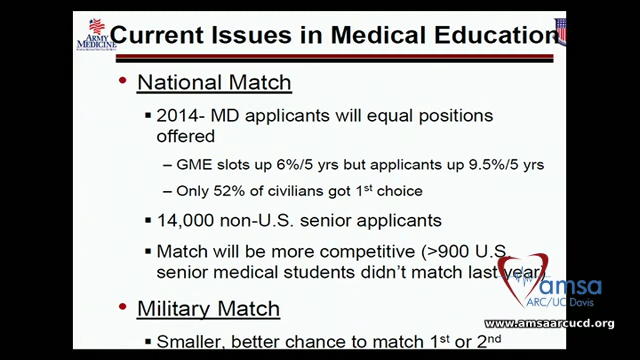 ARMY
MEDICINE
Current Issues in Medical Education
• National Match
▪ 2014- MD applicants will equal positions
offered
– GME slots up 6%/5 yrs but applicants up 9.5%/5 yrs
– Only 52% of civilians got 1st choice
▪ 14,000 non-U.S. senior applicants
▪ Match will be more competitive (>900 U.S.
senior medical students didn't match last year)
amsa
ARC/UC Davis
www.amsaarcucd.org
• Military Match
▪ Smaller, better chance to match 1st or 2nd